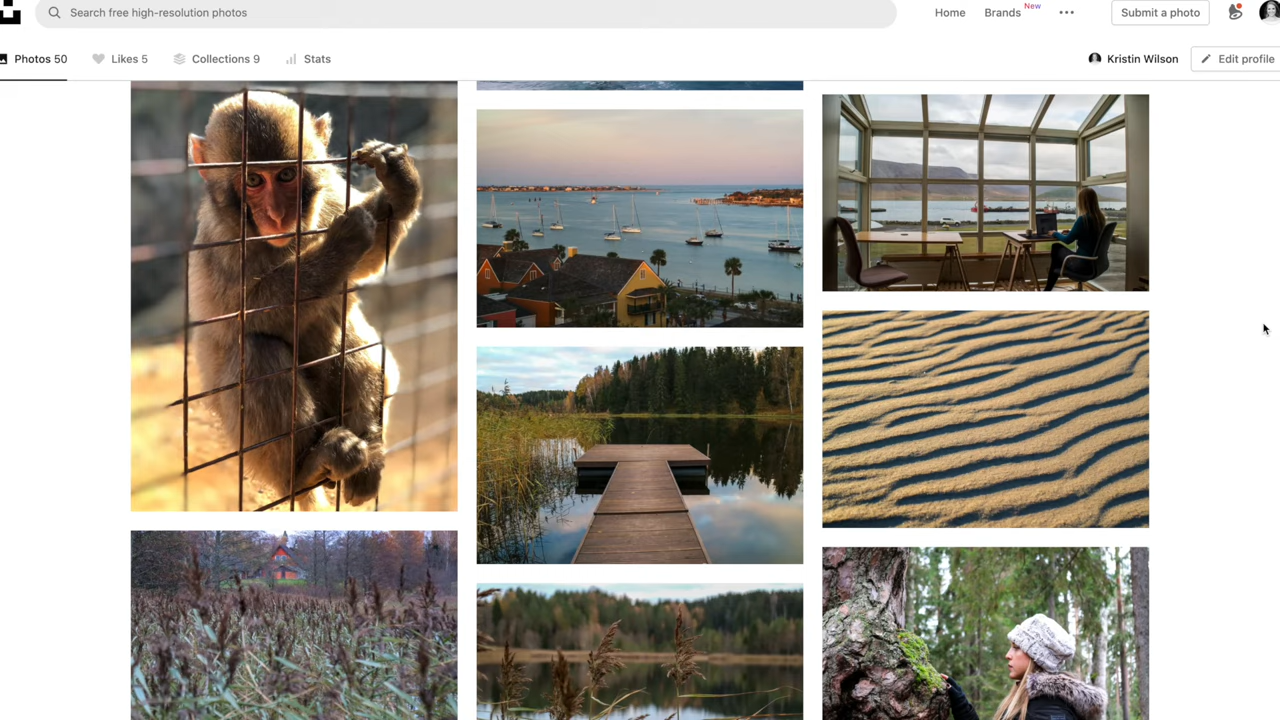 Search free high-resolution photos
Home
Brands New
Submit a photo
Photos 50
Likes 5
Collections 9
Stats
Kristin Wilson
Edit profile